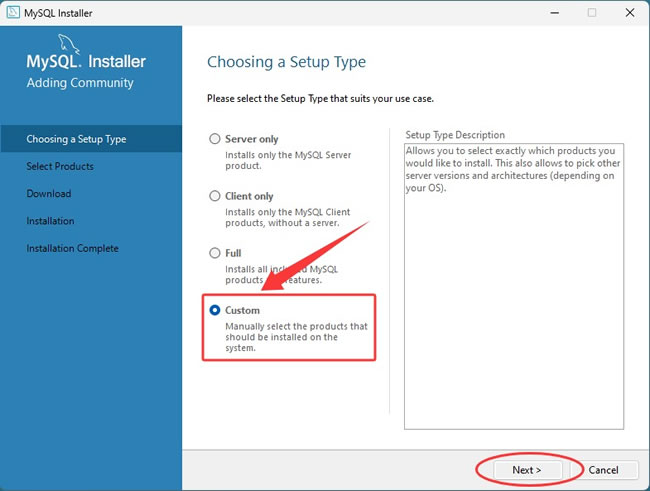 MySQL Installer
MySQL. Installer
Adding Community
Choosing a Setup Type
Select Products
Download
Installation
Installation Complete
Choosing a Setup Type
Please select the Setup Type that suits your use case.
Server only
Installs only the MySQL Server
product.
Client only
Installs only the MySQL Client
products, without a server.
Full
Installs all MySQL
products features.
Custom
Manually select the products that
should be installed on the
system.
Setup Type Description
Allows you to select exactly which products you
would like to install. This also allows to pick other
server versions and architectures (depending on
your OS).
Next >
Cancel